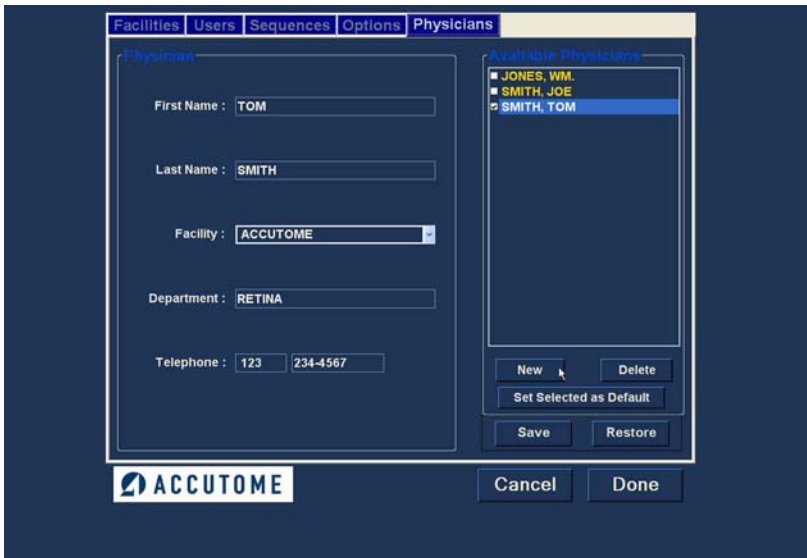 Facilities Users Sequences Options Physicians
Physician
First Name : TOM
Last Name : SMITH
Facility : ACCUTOME
Department : RETINA
Telephone : 123 234-4567
Available Physicians
JONES, WM.
SMITH, JOE
SMITH, TOM
New Delete
Set Selected as Default
Save Restore
ACCUTOME
Cancel Done